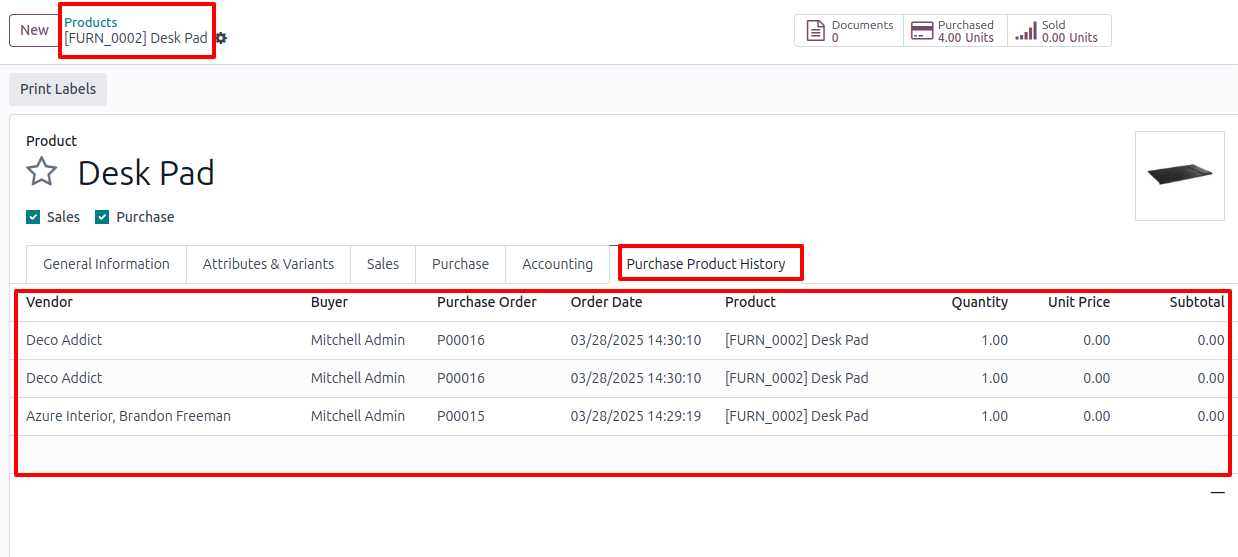 New
Products
[FURN_0002] Desk Pad
Documents
0
Purchased
4.00 Units
Sold
0.00 Units
Print Labels
Product
Desk Pad
Sales Purchase
General Information Attributes & Variants Sales Purchase Accounting Purchase Product History
Vendor Buyer Purchase Order Order Date Product Quantity Unit Price Subtotal
Deco Addict Mitchell Admin P00016 03/28/2025 14:30:10 [FURN_0002] Desk Pad 1.00 0.00 0.00
Deco Addict Mitchell Admin P00016 03/28/2025 14:30:10 [FURN_0002] Desk Pad 1.00 0.00 0.00
Azure Interior, Brandon Freeman Mitchell Admin P00015 03/28/2025 14:29:19 [FURN_0002] Desk Pad 1.00 0.00 0.00